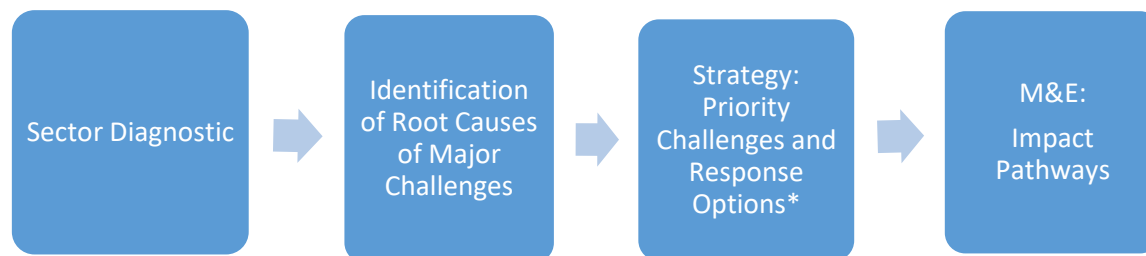 Sector Diagnostic
Identification
of Root Causes
of Major
Challenges
Strategy:
Priority
Challenges and
Response
Options*
M&E:
Impact
Pathways